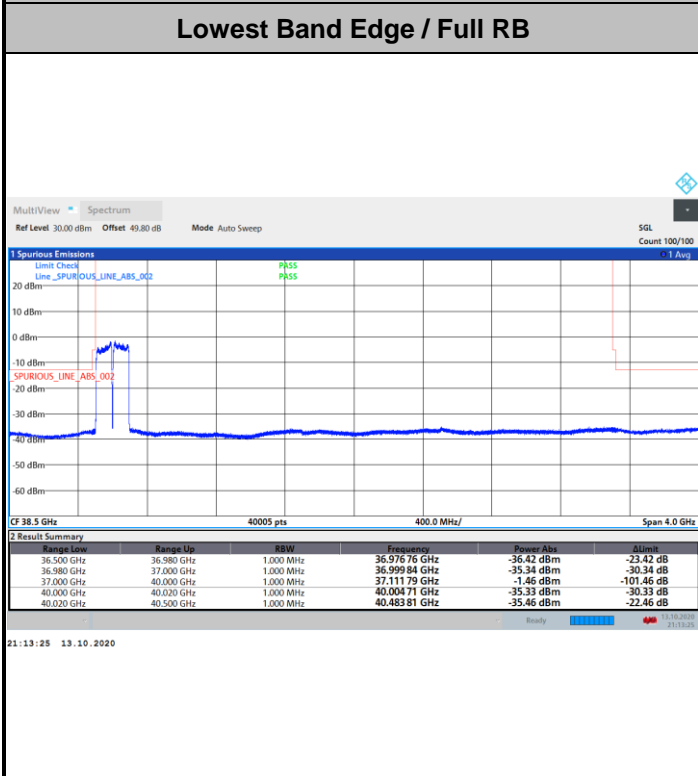 Lowest Band Edge / Full RB
MultiView Spectrum
Ref Level 30.00 dBm Offset 49.80 dB Mode Auto Sweep SGL
Count 100/100
1 Spurious Emissions 1 Avg
Limit Check PASS
Line _SPURIOUS_LINE_ABS_002 PASS
20 dBm
10 dBm
0 dBm
-10 dBm
_SPURIOUS_LINE_ABS_002
-20 dBm
-30 dBm
-40 dBm
-50 dBm
-60 dBm
CF 38.5 GHz 40005 pts 400.0 MHz/ Span 4.0 GHz
2 Result Summary
Range Low Range Up RBW Frequency Power Abs ΔLimit
36.500 GHz 36.980 GHz 1.000 MHz 36.976 76 GHz -36.42 dBm -23.42 dB
36.980 GHz 37.000 GHz 1.000 MHz 36.999 84 GHz -35.34 dBm -30.34 dB
37.000 GHz 40.000 GHz 1.000 MHz 37.111 79 GHz -1.46 dBm -101.46 dB
40.000 GHz 40.020 GHz 1.000 MHz 40.004 71 GHz -35.33 dBm -30.33 dB
40.020 GHz 40.500 GHz 1.000 MHz 40.483 81 GHz -35.46 dBm -22.46 dB
Ready 13.10.2020
21:13:25
21:13:25 13.10.2020